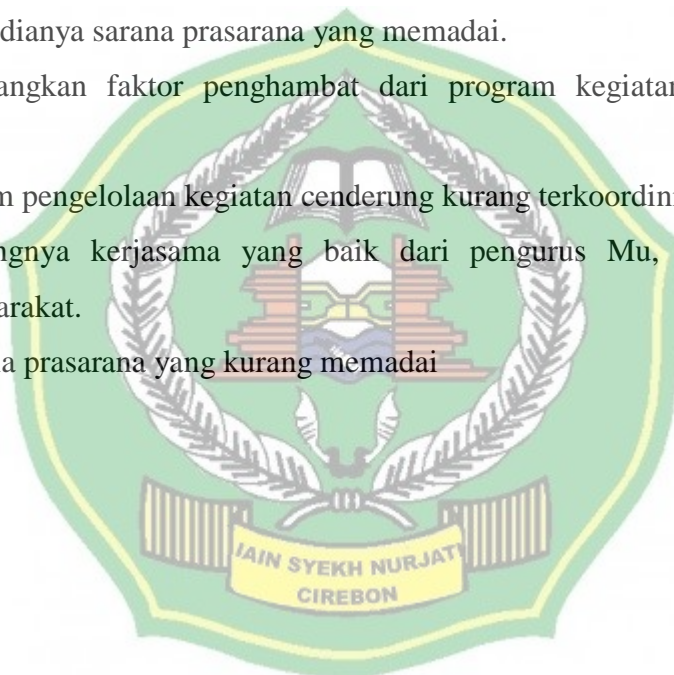 dianya sarana prasarana yang memadai.
angkan faktor penghambat dari program kegiatan
m pengelolaan kegiatan cenderung kurang terkoordini
ngnya kerjasama yang baik dari pengurus Mu,
arakat.
a prasarana yang kurang memadai
IAIN SYEKH NURJATI
CIREBON